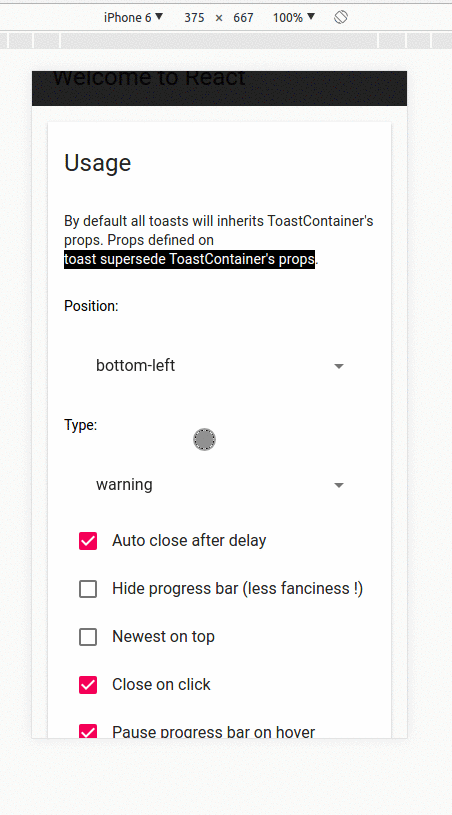 iPhone 6 ▼ 375 × 667 100% ▼
Welcome to React
Usage
By default all toasts will inherits ToastContainer's
props. Props defined on
toast supersede ToastContainer's props.
Position:
bottom-left
Type:
warning
Auto close after delay
Hide progress bar (less fanciness !)
Newest on top
Close on click
Pause progress bar on hover